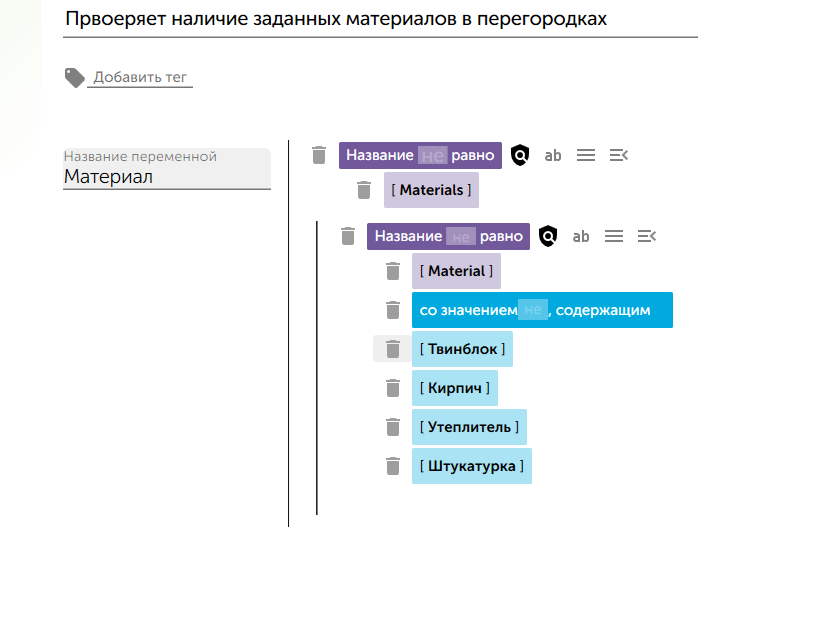 Првоеряет наличие заданных материалов в перегородках
Добавить тег
Название переменной
Материал
Название не равно ab
[ Materials ]
Название не равно ab
[ Material ]
со значением не , содержащим
[ Твинблок ]
[ Кирпич ]
[ Утеплитель ]
[ Штукатурка ]